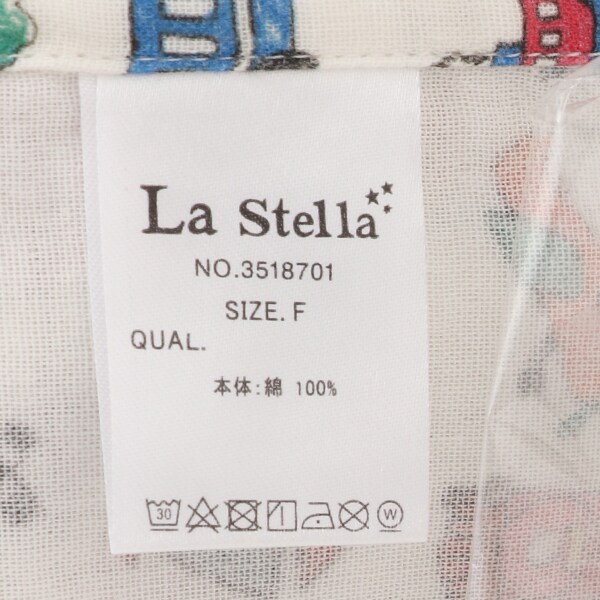 La Stella
NO.3518701
SIZE. F
QUAL.
本体:綿 100%
30 W